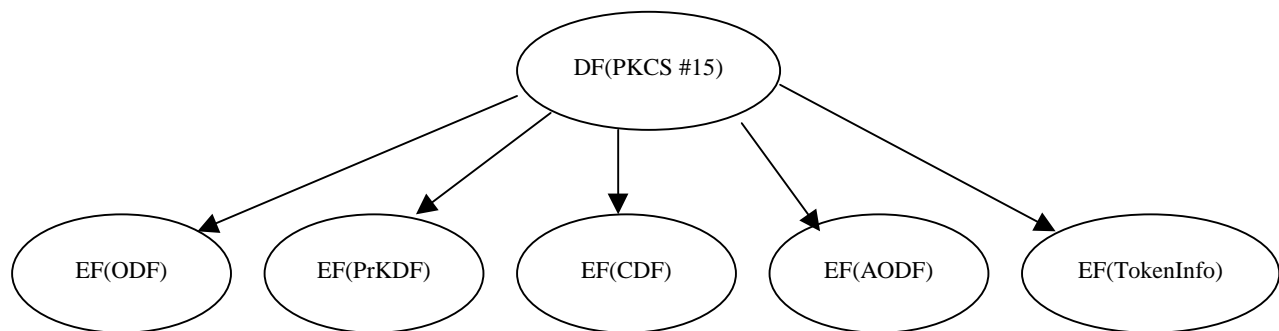 DF(PKCS #15)
EF(ODF)
EF(PrKDF)
EF(CDF)
EF(AODF)
EF(TokenInfo)